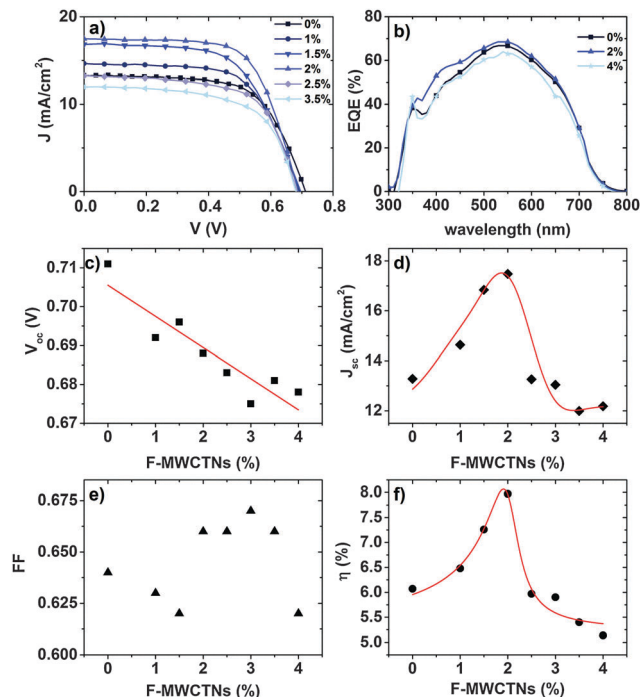 a)
0%
1%
1.5%
2%
2.5%
3.5%
J (mA/cm²)
20
15
10
5
0
0.0 0.2 0.4 0.6 0.8
V (V)
b)
0%
2%
4%
EQE (%)
80
60
40
20
0
300 400 500 600 700 800
wavelength (nm)
c)
Voc (V)
0.71
0.70
0.69
0.68
0.67
0 1 2 3 4
F-MWCTNs (%)
d)
Jsc (mA/cm²)
18
16
14
12
0 1 2 3 4
F-MWCTNs (%)
e)
FF
0.675
0.650
0.625
0.600
0 1 2 3 4
F-MWCTNs (%)
f)
η (%)
8.0
7.5
7.0
6.5
6.0
5.5
5.0
0 1 2 3 4
F-MWCTNs (%)